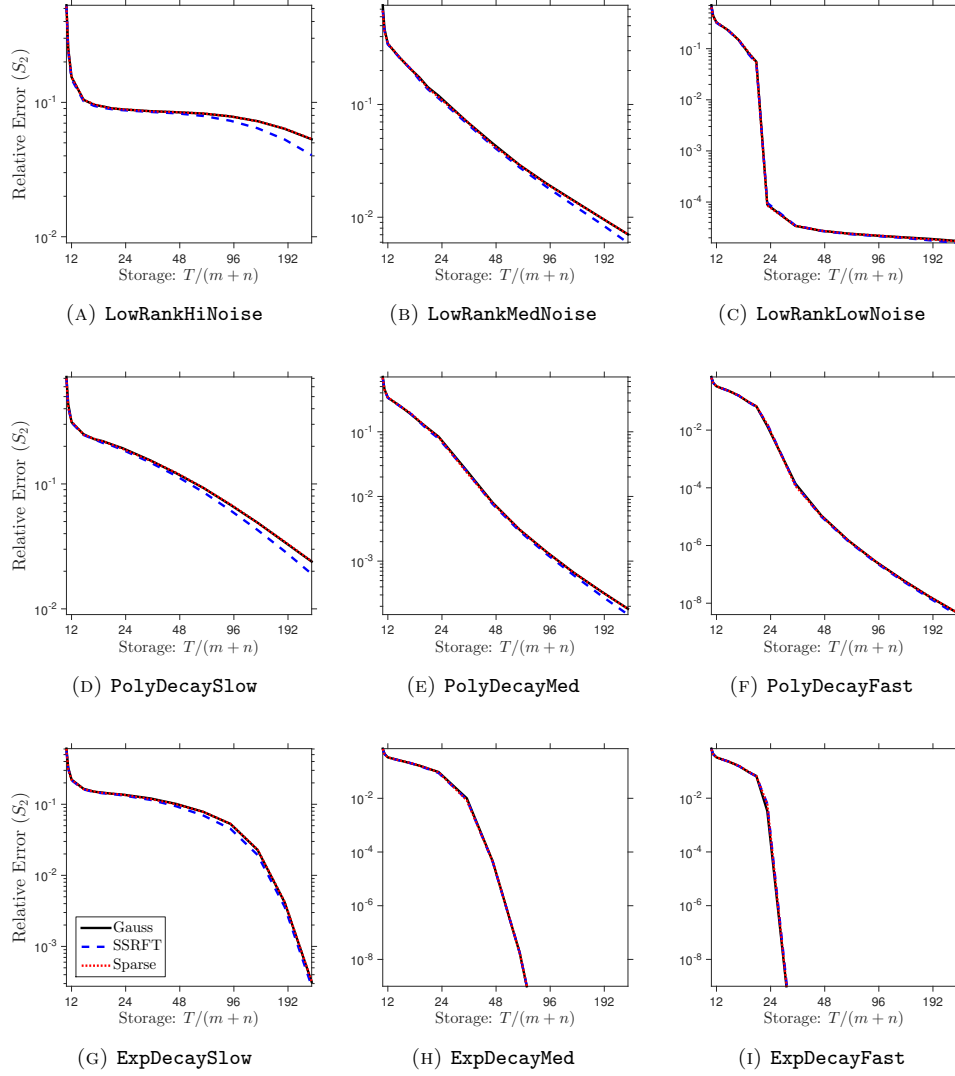 Relative Error (S₂)
10⁻¹
10⁻²
12 24 48 96 192
Storage: T/(m + n)
(A) LowRankHiNoise
10⁻¹
10⁻²
12 24 48 96 192
Storage: T/(m + n)
(B) LowRankMedNoise
10⁻¹
10⁻²
10⁻³
10⁻⁴
12 24 48 96 192
Storage: T/(m + n)
(C) LowRankLowNoise
Relative Error (S₂)
10⁻¹
10⁻²
12 24 48 96 192
Storage: T/(m + n)
(D) PolyDecaySlow
10⁻¹
10⁻²
10⁻³
12 24 48 96 192
Storage: T/(m + n)
(E) PolyDecayMed
10⁻²
10⁻⁴
10⁻⁶
10⁻⁸
12 24 48 96 192
Storage: T/(m + n)
(F) PolyDecayFast
Relative Error (S₂)
10⁻¹
10⁻²
10⁻³
Gauss
SSRFT
Sparse
12 24 48 96 192
Storage: T/(m + n)
(G) ExpDecaySlow
10⁻²
10⁻⁴
10⁻⁶
10⁻⁸
12 24 48 96 192
Storage: T/(m + n)
(H) ExpDecayMed
10⁻²
10⁻⁴
10⁻⁶
10⁻⁸
12 24 48 96 192
Storage: T/(m + n)
(I) ExpDecayFast